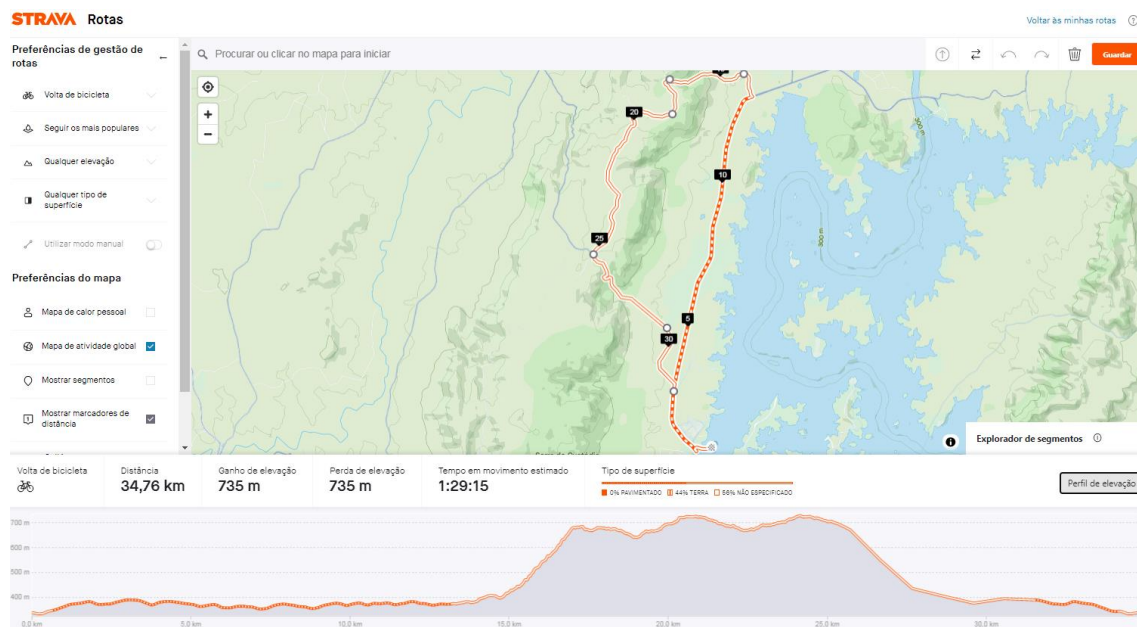 STRAVA Rotas
Voltar às minhas rotas
Preferências de gestão de
rotas
Procurar ou clicar no mapa para iniciar
Guardar
Volta de bicicleta
Seguir os mais populares
Qualquer elevação
Qualquer tipo de
superfície
Utilizar modo manual
Preferências do mapa
Mapa de calor pessoal
Mapa de atividade global
Mostrar segmentos
Mostrar marcadores de
distância
20
10
25
5
30
300 m
300 m
Explorador de segmentos
Volta de bicicleta
Distância
34,76 km
Ganho de elevação
735 m
Perda de elevação
735 m
Tempo em movimento estimado
1:29:15
Tipo de superfície
0% PAVIMENTADO 44% TERRA 56% NÃO ESPECIFICADO
Perfil de elevação
700 m
600 m
500 m
400 m
0.0 km 5.0 km 10.0 km 15.0 km 20.0 km 25.0 km 30.0 km